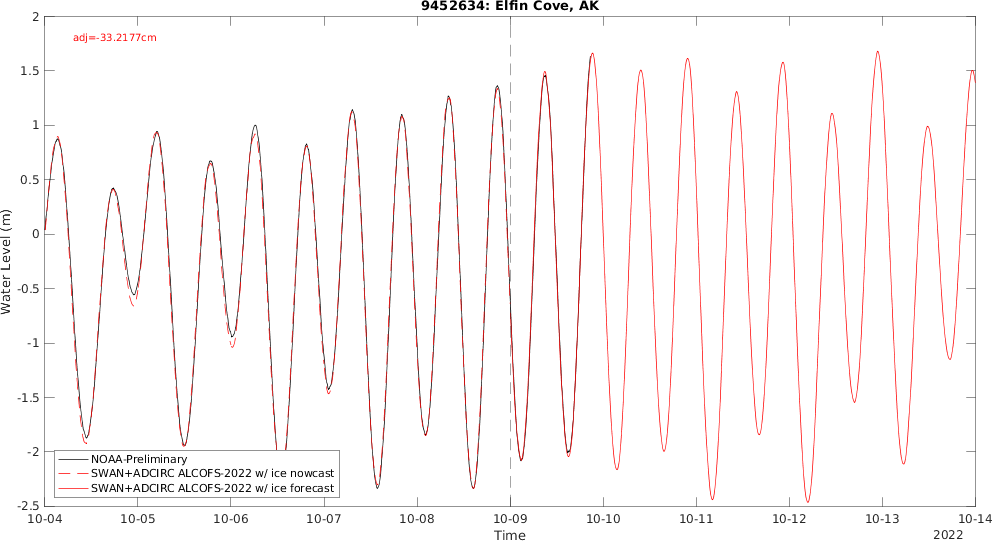 9452634: Elfin Cove, AK
adj=-33.2177cm
2
1.5
1
0.5
0
-0.5
-1
-1.5
-2
-2.5
Water Level (m)
NOAA-Preliminary
SWAN+ADCIRC ALCOFS-2022 w/ ice nowcast
SWAN+ADCIRC ALCOFS-2022 w/ ice forecast
10-04 10-05 10-06 10-07 10-08 10-09 10-10 10-11 10-12 10-13 10-14
Time
2022